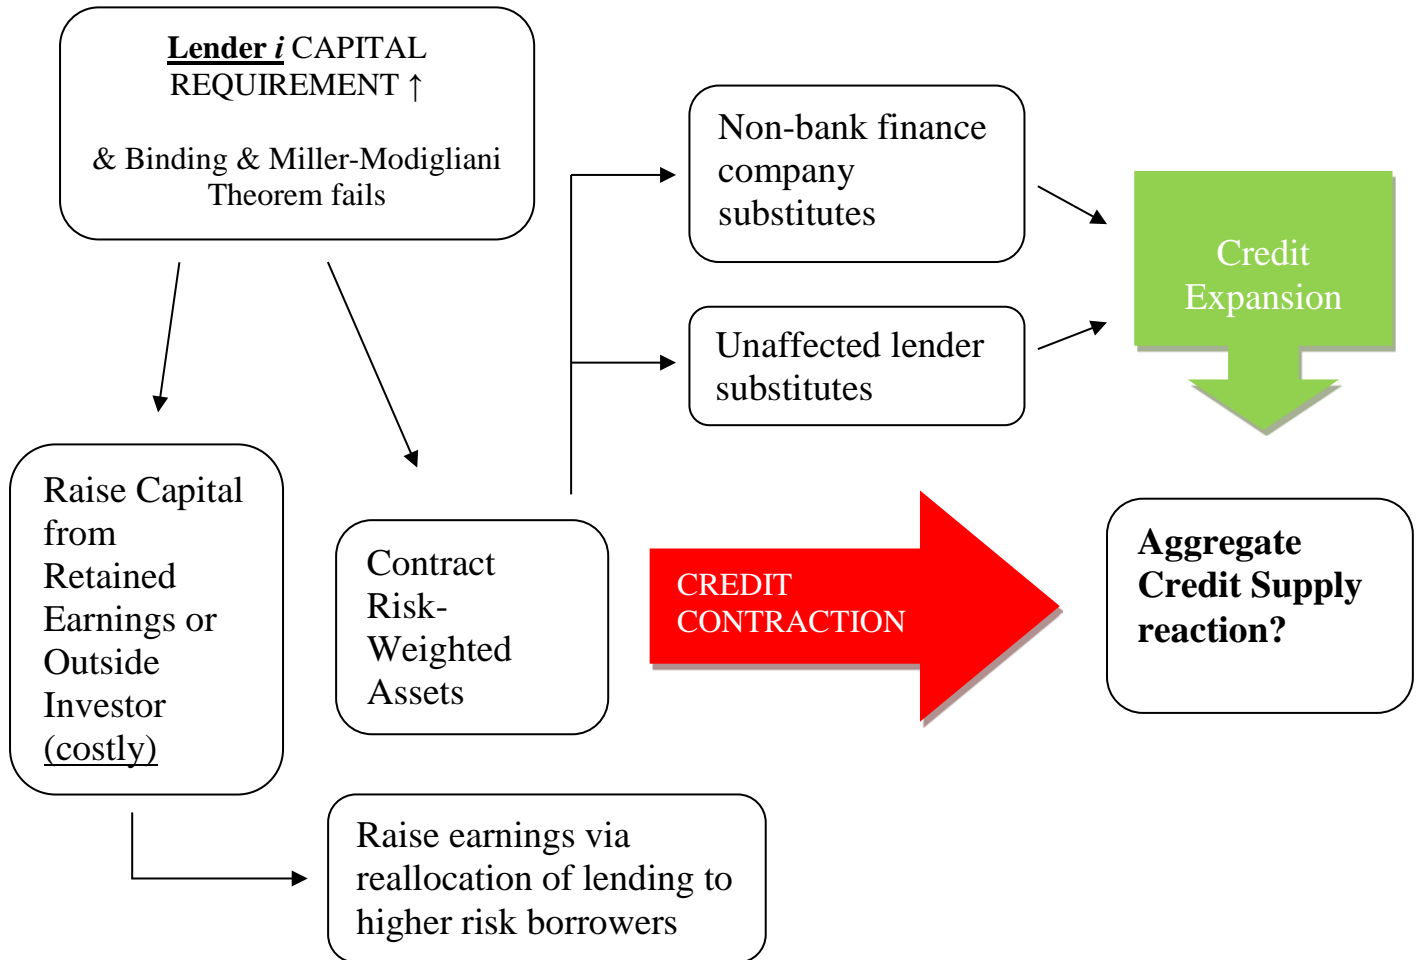 Lender i CAPITAL
REQUIREMENT ↑
& Binding & Miller-Modigliani
Theorem fails
Non-bank finance
company
substitutes
Credit
Expansion
Unaffected lender
substitutes
Raise Capital
from
Retained
Earnings or
Outside
Investor
(costly)
Contract
Risk-
Weighted
Assets
CREDIT
CONTRACTION
Aggregate
Credit Supply
reaction?
Raise earnings via
reallocation of lending to
higher risk borrowers